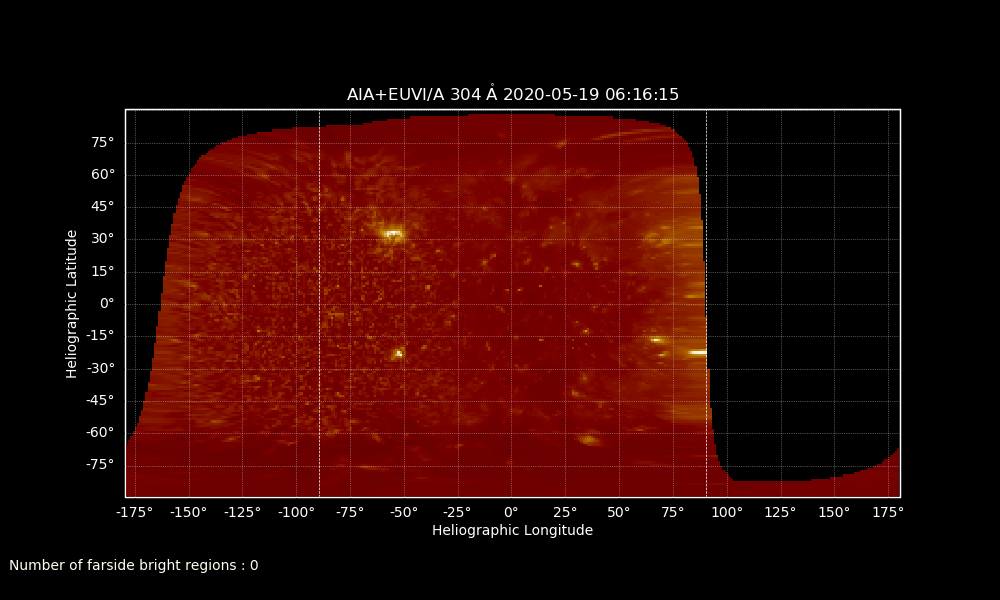 AIA+EUVI/A 304 Å 2020-05-19 06:16:15
75°
60°
45°
30°
15°
0°
-15°
-30°
-45°
-60°
-75°
Heliographic Latitude
-175° -150° -125° -100° -75° -50° -25° 0° 25° 50° 75° 100° 125° 150° 175°
Heliographic Longitude
Number of farside bright regions : 0